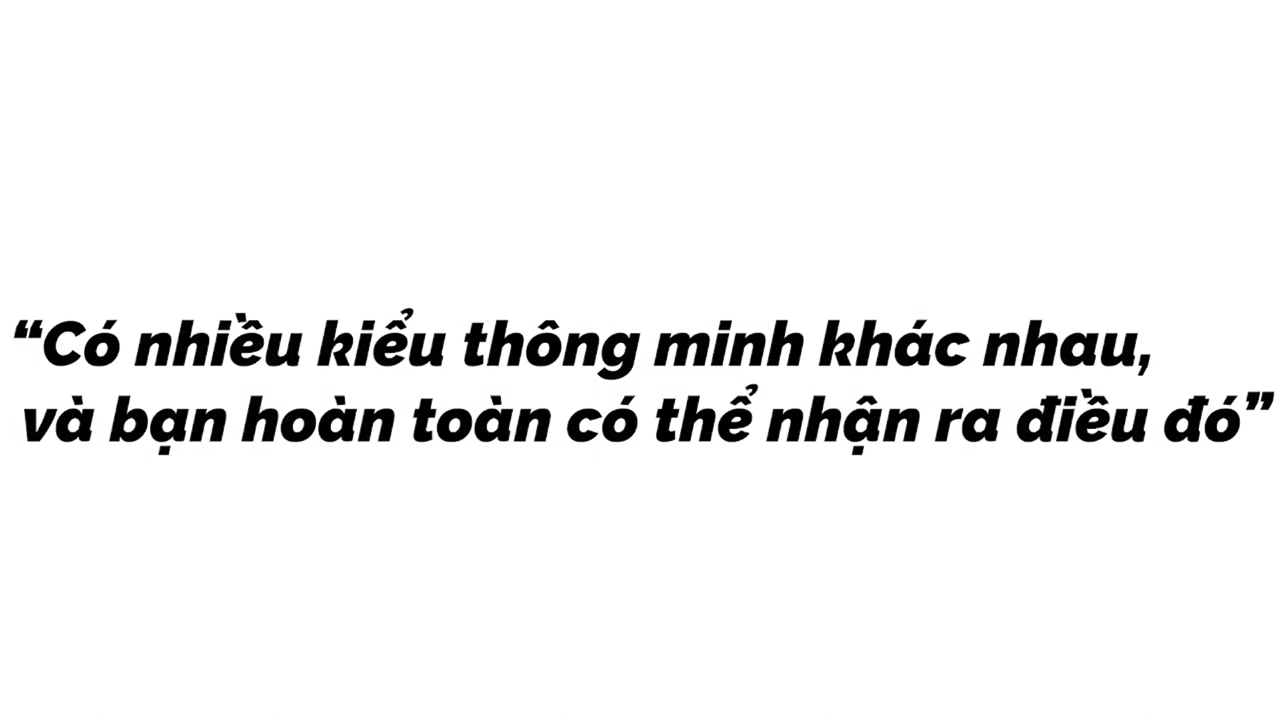 “Có nhiều kiểu thông minh khác nhau,
và bạn hoàn toàn có thể nhận ra điều đó”